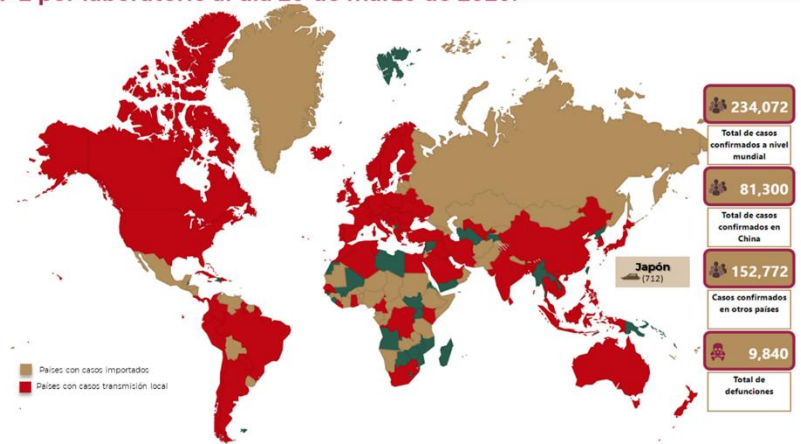 por laboratorio al día de marzo de 2020.
234,072
Total de casos
confirmados a nivel
mundial
81,300
Total de casos
confirmados en
China
Japón
(712)
152,772
Casos confirmados
en otros países
9,840
Total de
defunciones
Países con casos importados
Países con casos transmisión local